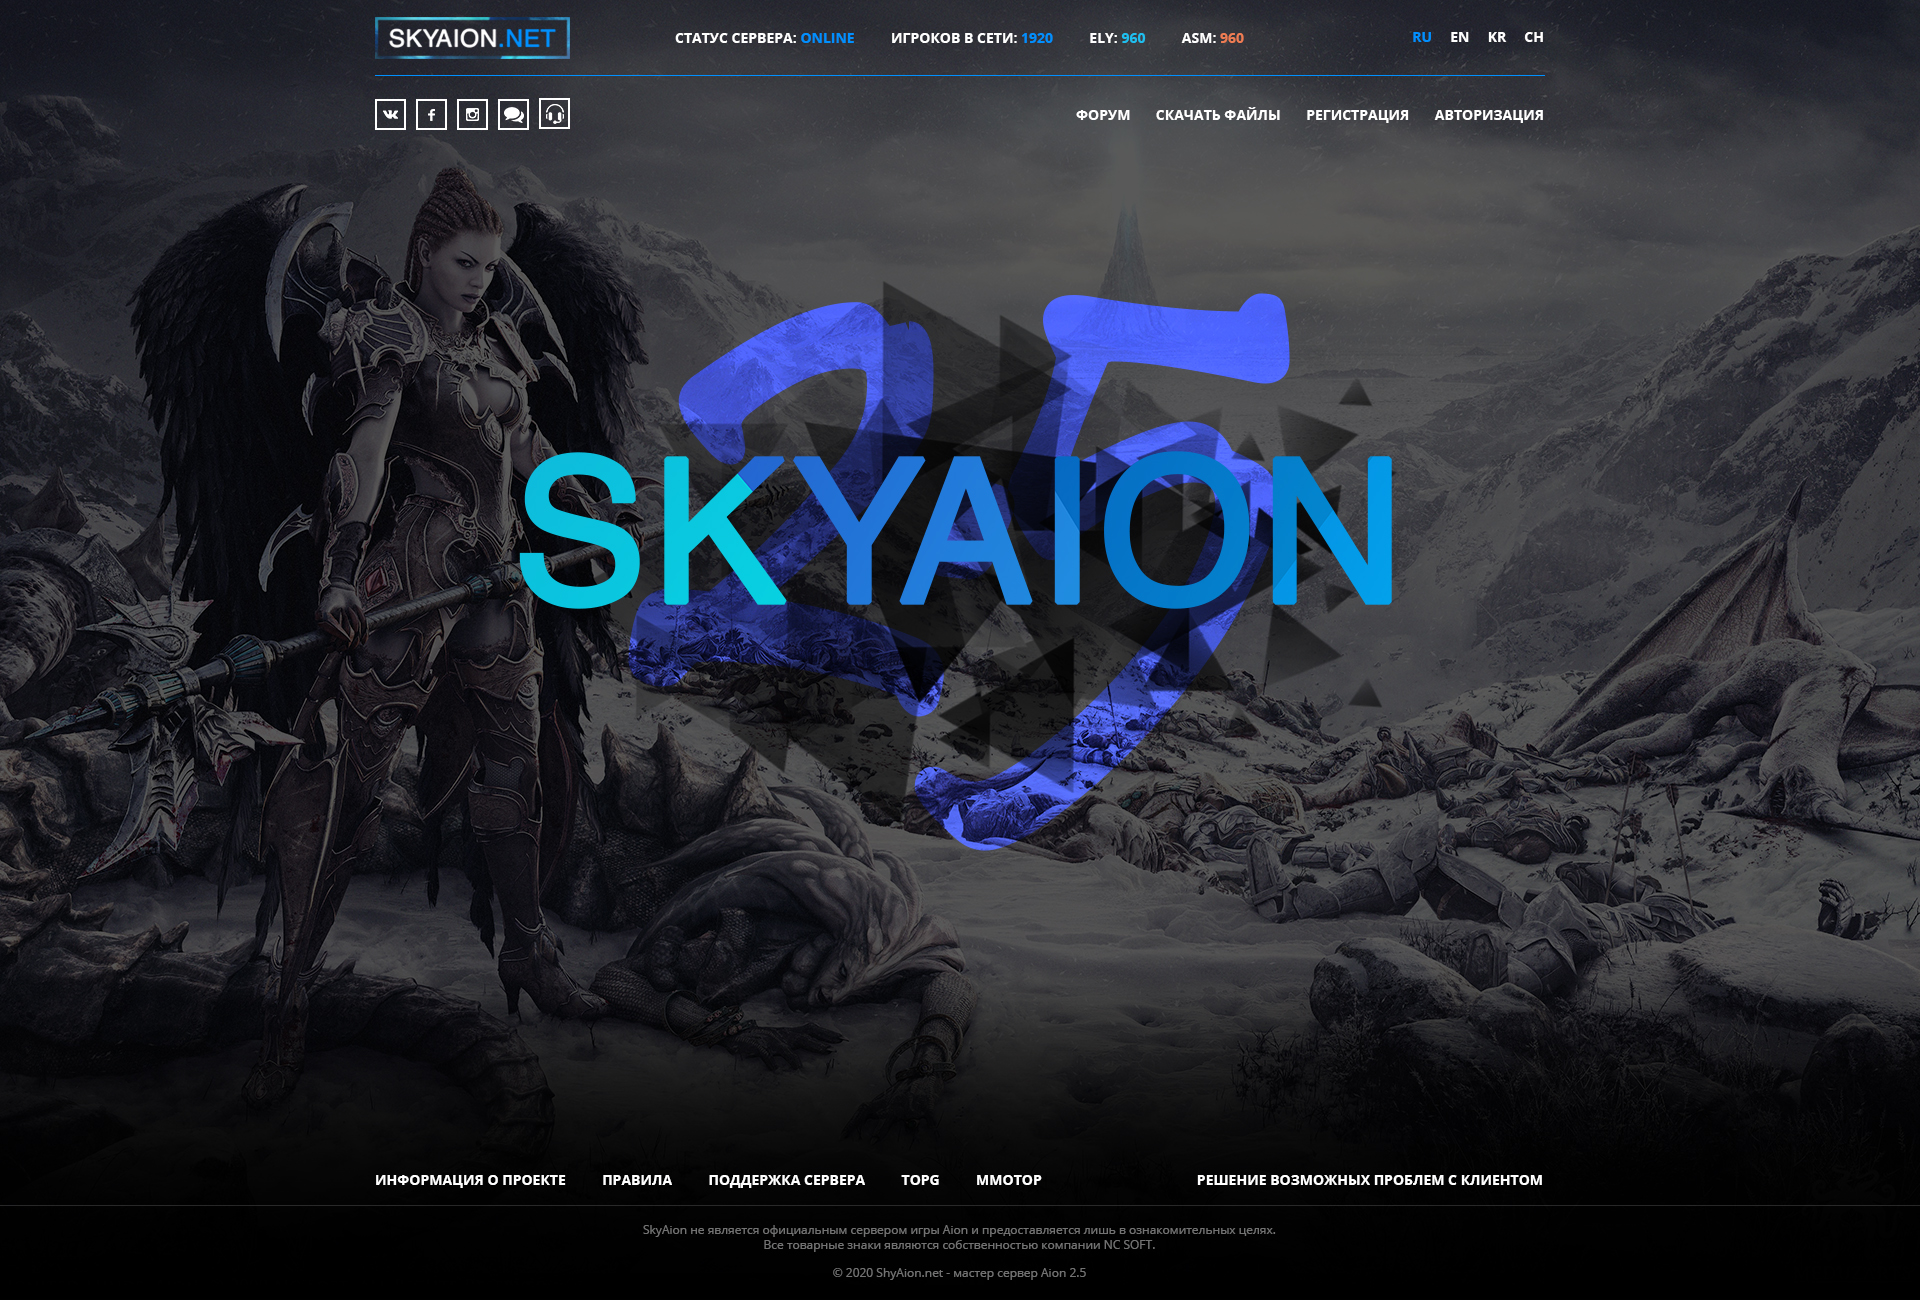 SKYAION.NET
СТАТУС СЕРВЕРА: ONLINE ИГРОКОВ В СЕТИ: 1920 ELY: 960 ASM: 960
RU EN KR CH
ФОРУМ СКАЧАТЬ ФАЙЛЫ РЕГИСТРАЦИЯ АВТОРИЗАЦИЯ
25
SKYAION
ИНФОРМАЦИЯ О ПРОЕКТЕ ПРАВИЛА ПОДДЕРЖКА СЕРВЕРА TOPG ММОТОР РЕШЕНИЕ ВОЗМОЖНЫХ ПРОБЛЕМ С КЛИЕНТОМ
SkyAion не является официальным сервером игры Aion и предоставляется лишь в ознакомительных целях.
Все товарные знаки являются собственностью компании NC SOFT.
© 2020 ShyAion.net - мастер сервер Aion 2.5